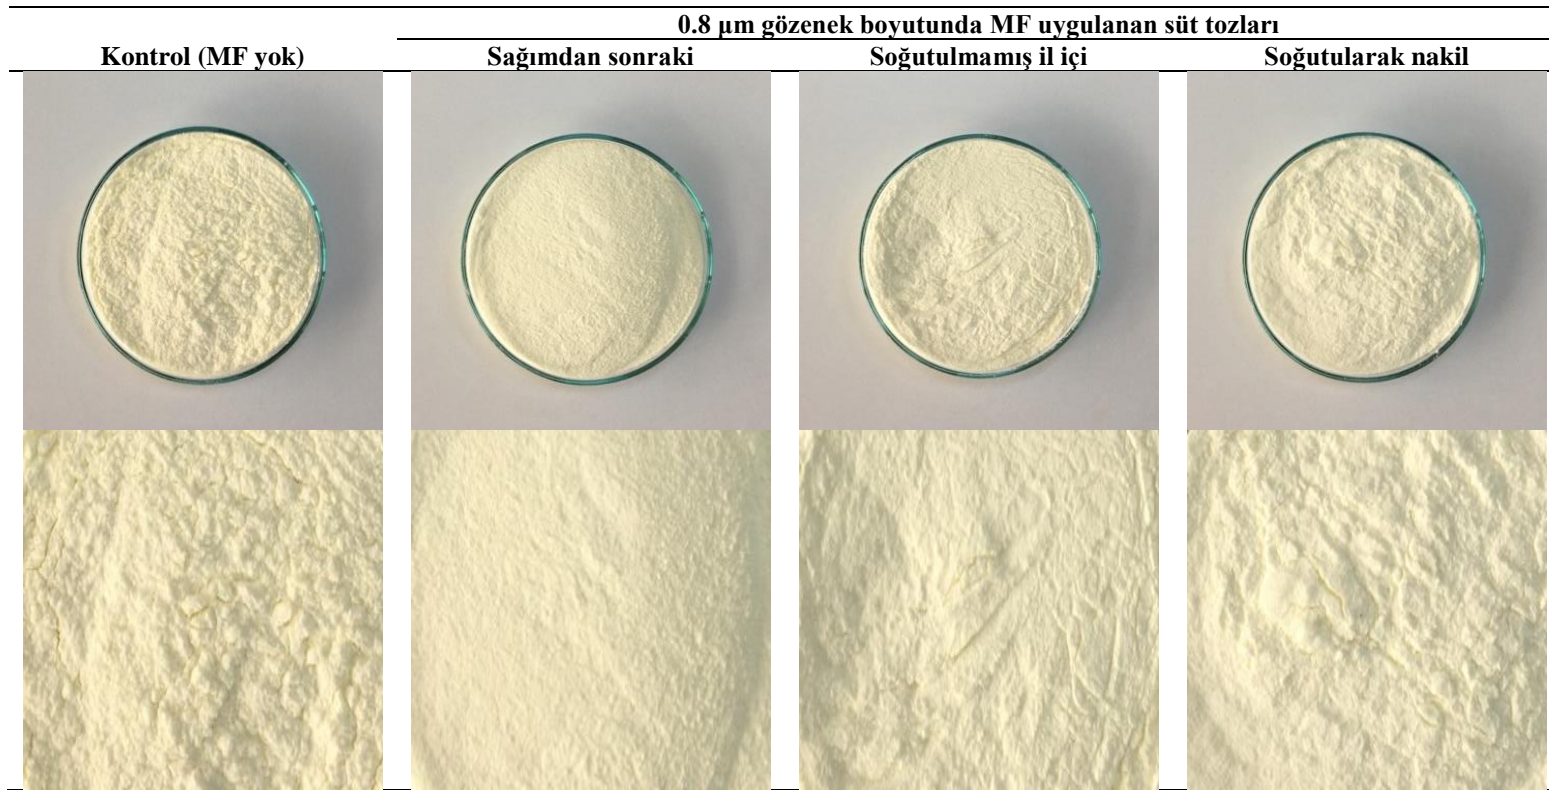 0.8 µm gözenek boyutunda MF uygulanan süt tozları
Kontrol (MF yok) Sağımdan sonraki Soğutulmamış il içi Soğutularak nakil